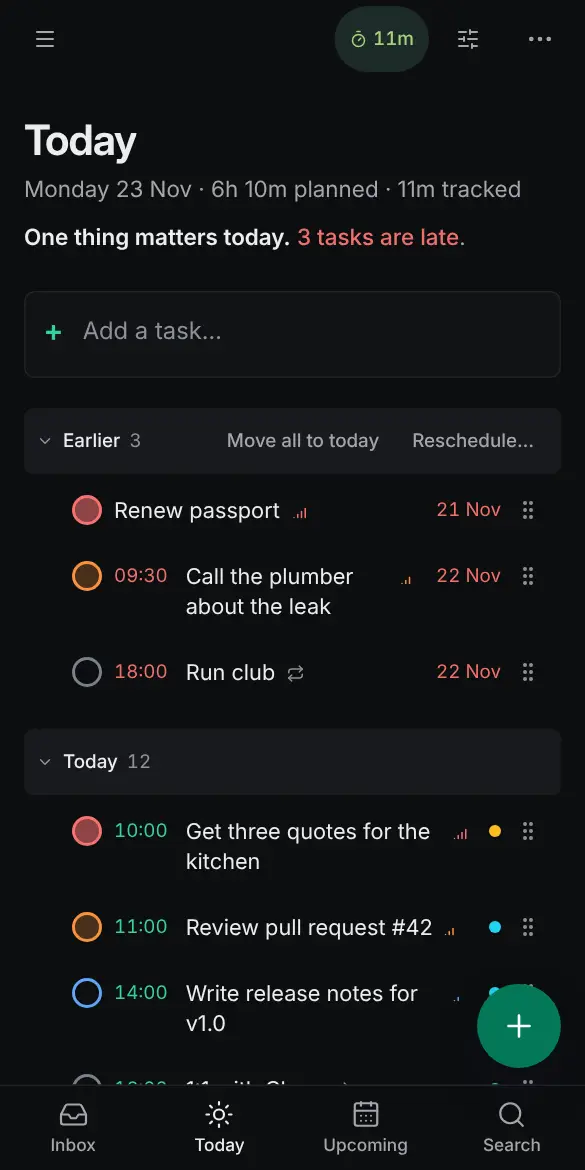 11m
Today
Monday 23 Nov · 6h 10m planned · 11m tracked
One thing matters today. 3 tasks are late.
Add a task...
Earlier 3 Move all to today Reschedule...
Renew passport 21 Nov
09:30 Call the plumber 22 Nov
about the leak
18:00 Run club 22 Nov
Today 12
10:00 Get three quotes for the
kitchen
11:00 Review pull request #42
14:00 Write release notes for
v1.0
Inbox Today Upcoming Search